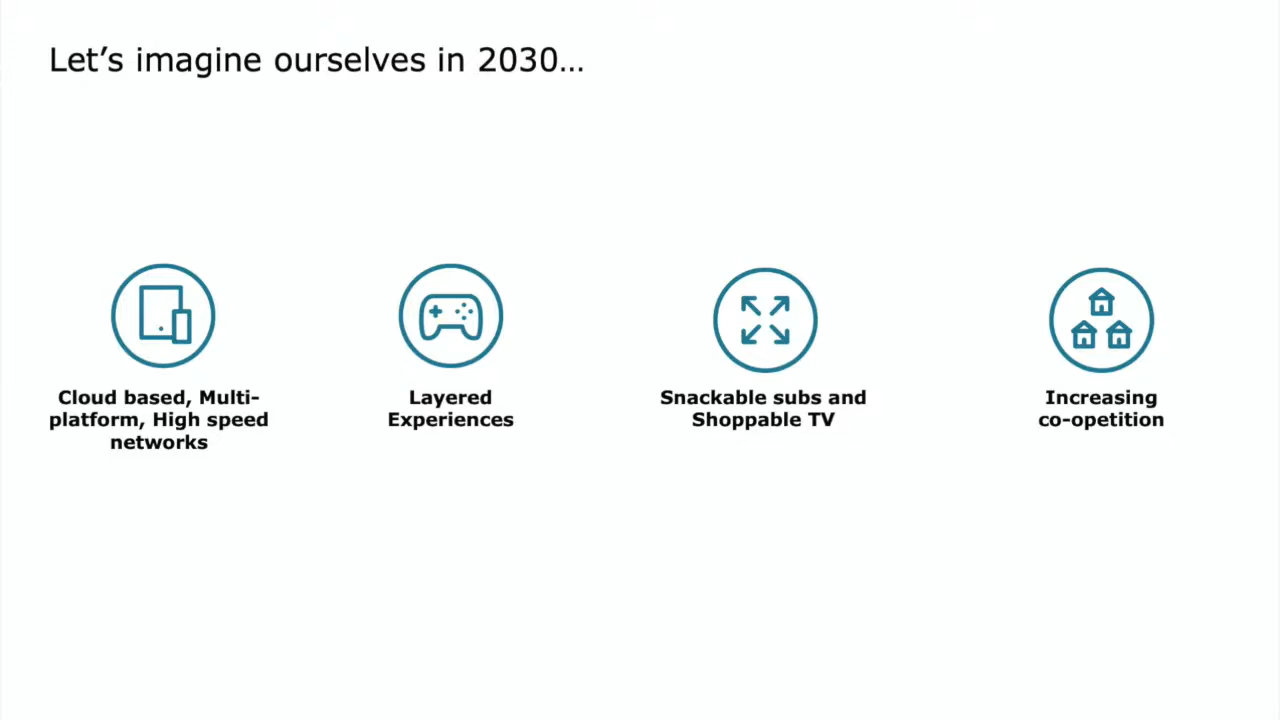 Let’s imagine ourselves in 2030…
Cloud based, Multi-
platform, High speed
networks
Layered
Experiences
Snackable subs and
Shoppable TV
Increasing
co-opetition